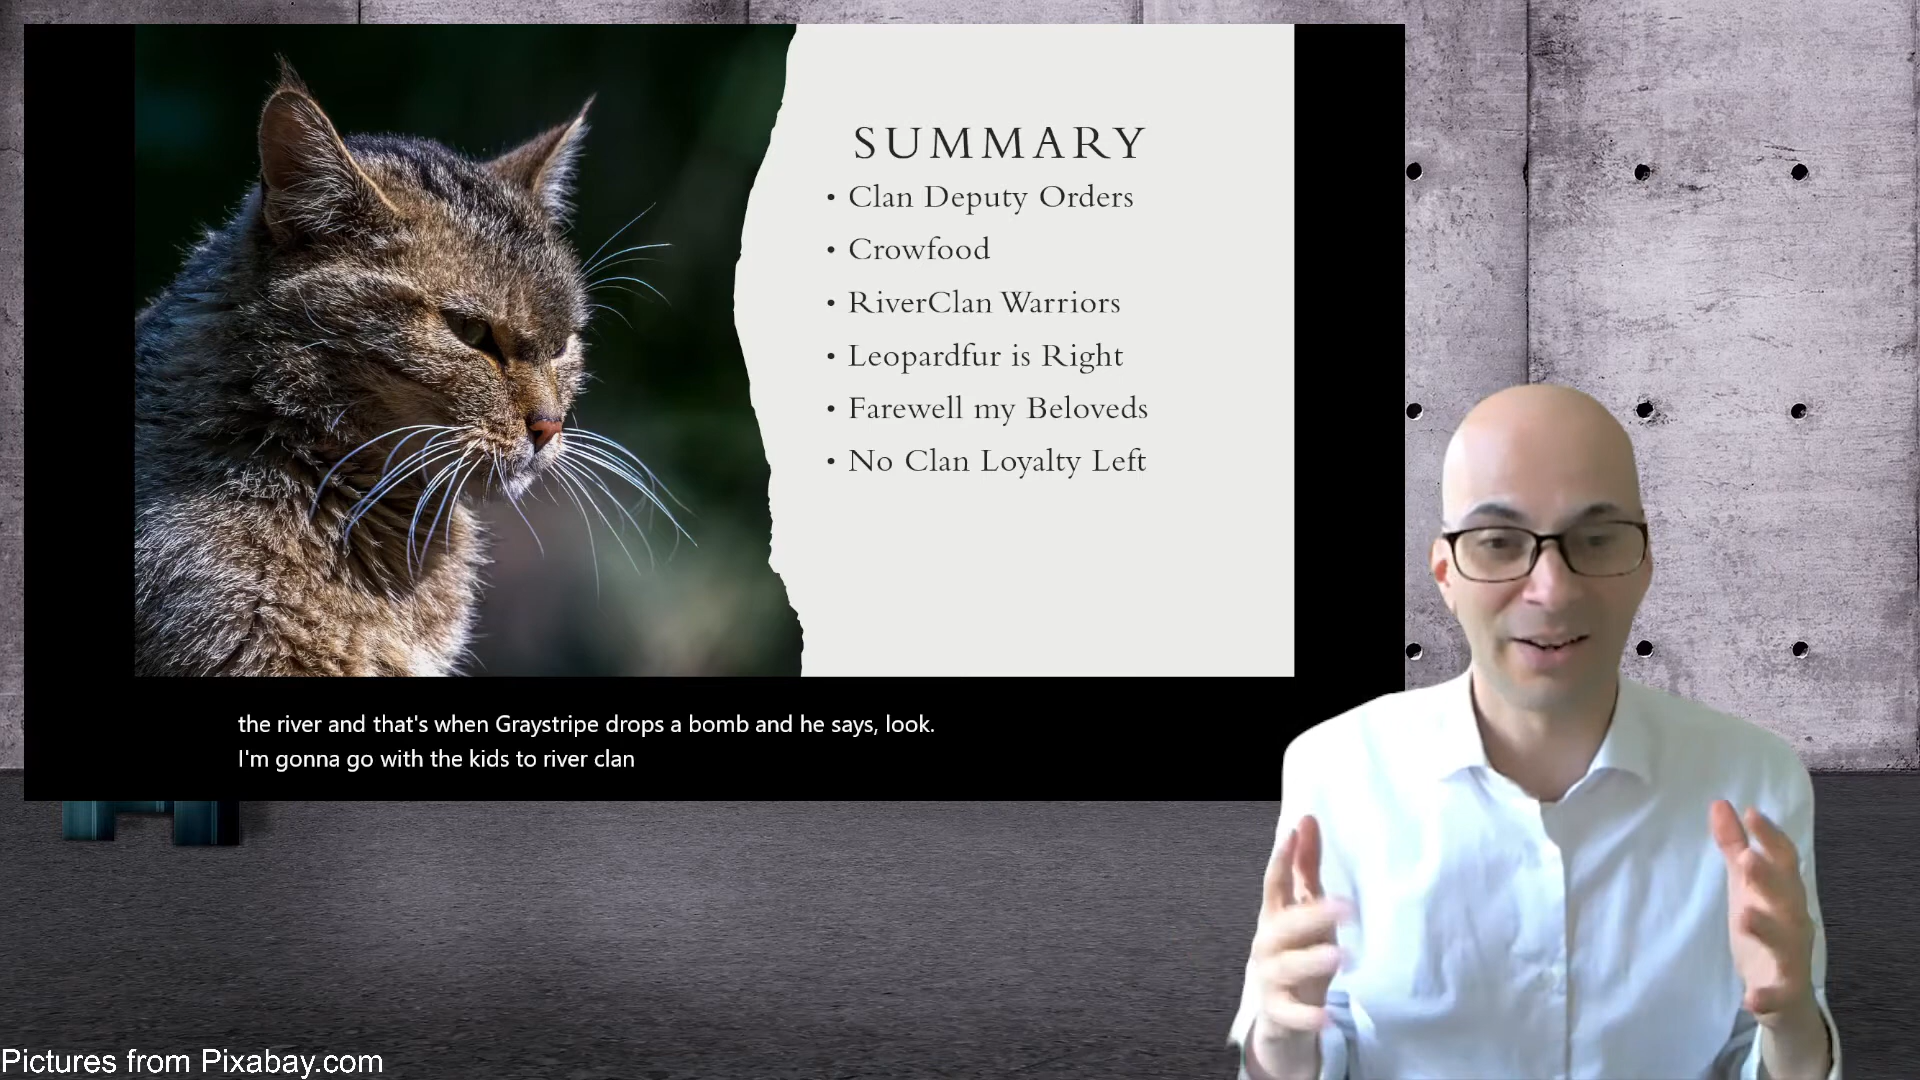 SUMMARY
• Clan Deputy Orders
• Crowfood
• RiverClan Warriors
• Leopardfur is Right
• Farewell my Beloveds
• No Clan Loyalty Left
the river and that's when Graystripe drops a bomb and he says, look.
I'm gonna go with the kids to river clan
Pictures from Pixabay.com